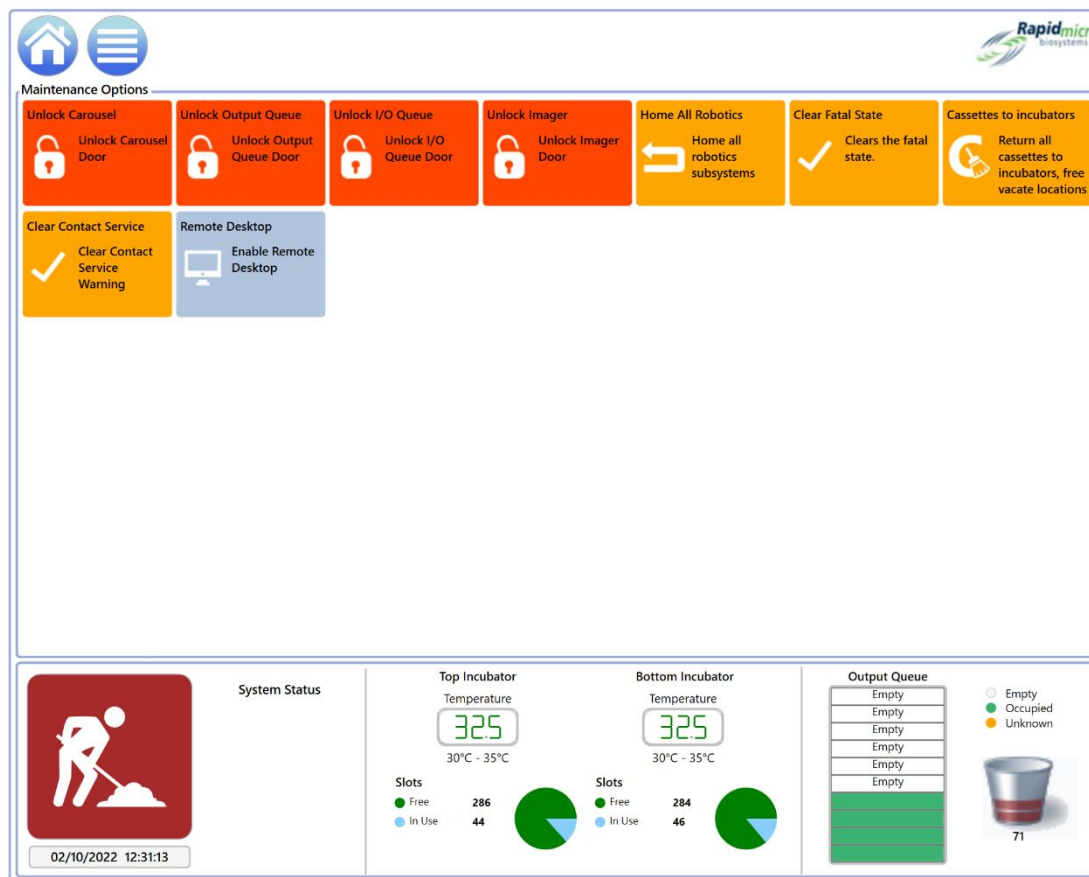 Rapidmicr
biosystems
Maintenance Options
Unlock Carousel
Unlock Carousel
Door
Unlock Output Queue
Unlock Output
Queue Door
Unlock I/O Queue
Unlock I/O
Queue Door
Unlock Imager
Unlock Imager
Door
Home All Robotics
Home all
robotics
subsystems
Clear Fatal State
Clears the fatal
state.
Cassettes to incubators
Return all
cassettes to
incubators, free
vacate locations
Clear Contact Service
Clear Contact
Service
Warning
Remote Desktop
Enable Remote
Desktop
System Status
02/10/2022 12:31:13
Top Incubator
Temperature
32.5
30°C - 35°C
Slots
Free 286
In Use 44
Bottom Incubator
Temperature
32.5
30°C - 35°C
Slots
Free 284
In Use 46
Output Queue
Empty
Empty
Empty
Empty
Empty
Empty
Empty
Occupied
Unknown
71